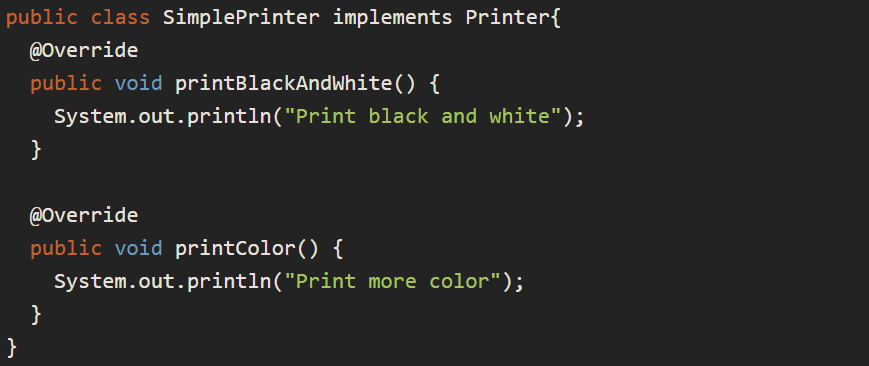 public class SimplePrinter implements Printer{
  @Override
  public void printBlackAndWhite() {
    System.out.println("Print black and white");
  }

  @Override
  public void printColor() {
    System.out.println("Print more color");
  }
}